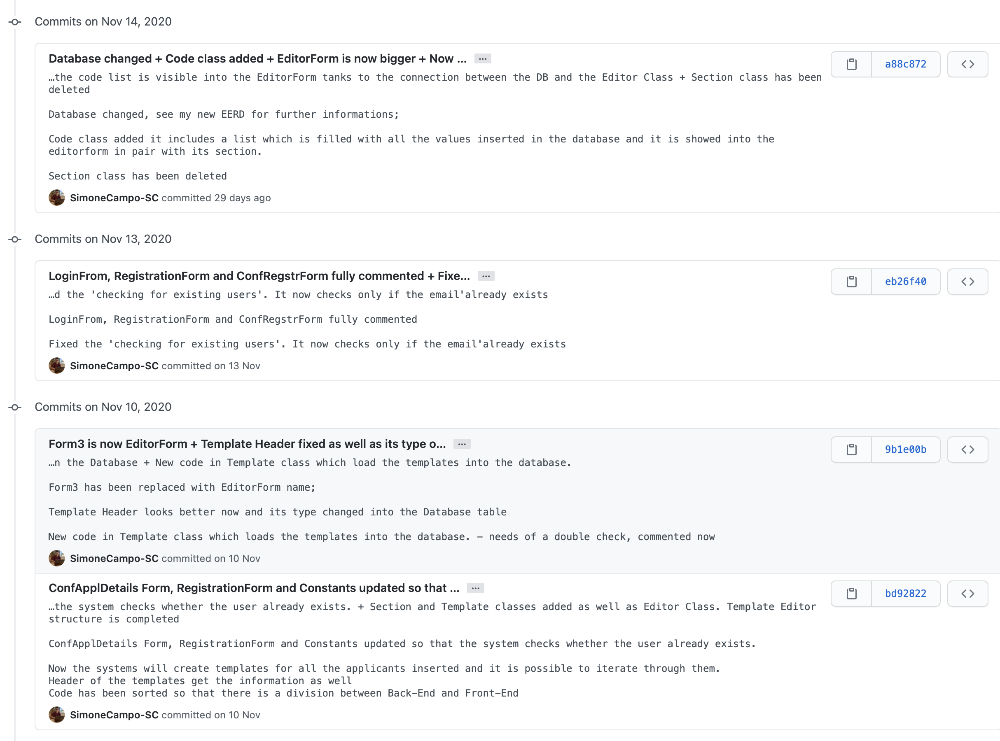 Commits on Nov 14, 2020
Database changed + Code class added + EditorForm is now bigger + Now ...
a88c872
…the code list is visible into the EditorForm tanks to the connection between the DB and the Editor Class + Section class has been
deleted
Database changed, see my new EERD for further informations;
Code class added it includes a list which is filled with all the values inserted in the database and it is showed into the
editorform in pair with its section.
Section class has been deleted
SimoneCampo-SC committed 29 days ago
Commits on Nov 13, 2020
LoginFrom, RegistrationForm and ConfRegstrForm fully commented + Fixe...
eb26f40
…d the 'checking for existing users'. It now checks only if the email'already exists
LoginFrom, RegistrationForm and ConfRegstrForm fully commented
Fixed the 'checking for existing users'. It now checks only if the email'already exists
SimoneCampo-SC committed on 13 Nov
Commits on Nov 10, 2020
Form3 is now EditorForm + Template Header fixed as well as its type o...
9b1e00b
…n the Database + New code in Template class which load the templates into the database.
Form3 has been replaced with EditorForm name;
Template Header looks better now and its type changed into the Database table
New code in Template class which loads the templates into the database. – needs of a double check, commented now
SimoneCampo-SC committed on 10 Nov
ConfApplDetails Form, RegistrationForm and Constants updated so that ...
bd92822
…the system checks whether the user already exists. + Section and Template classes added as well as Editor Class. Template Editor
structure is completed
ConfApplDetails Form, RegistrationForm and Constants updated so that the system checks whether the user already exists.
Now the systems will create templates for all the applicants inserted and it is possible to iterate through them.
Header of the templates get the information as well
Code has been sorted so that there is a division between Back–End and Front–End
SimoneCampo-SC committed on 10 Nov